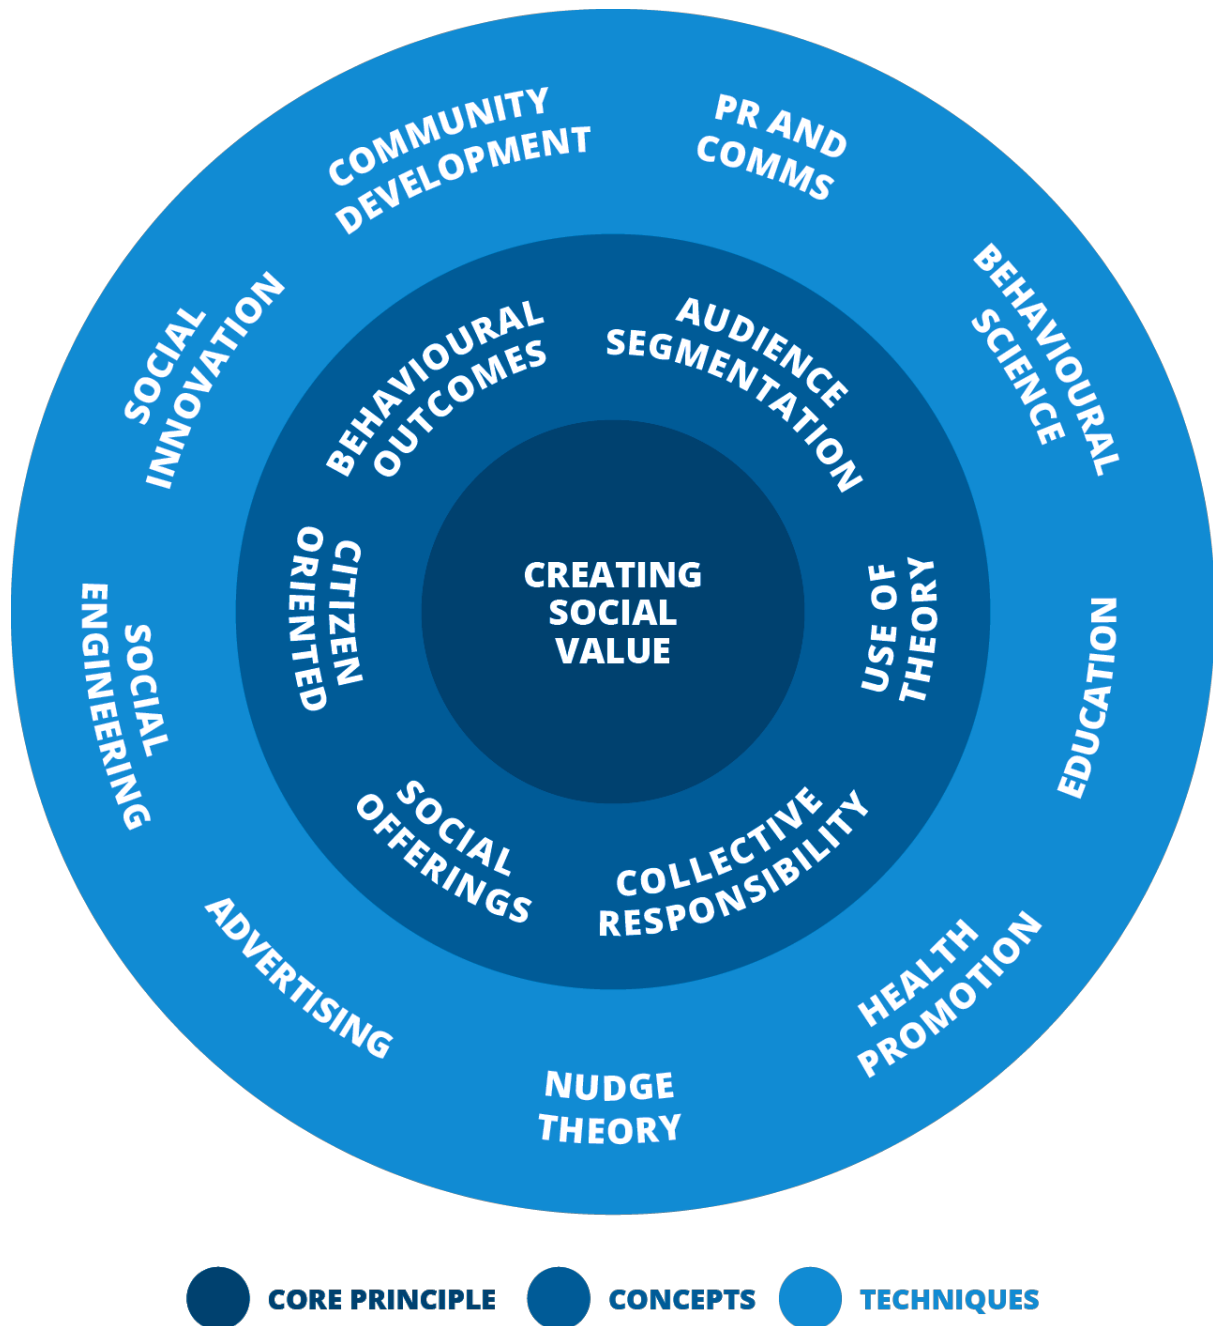 COMMUNITY
DEVELOPMENT
PR AND
COMMS
BEHAVIOURAL
SCIENCE
EDUCATION
HEALTH
PROMOTION
NUDGE
THEORY
ADVERTISING
SOCIAL
ENGINEERING
SOCIAL
INNOVATION
BEHAVIOURAL
OUTCOMES
AUDIENCE
SEGMENTATION
USE OF
THEORY
COLLECTIVE
RESPONSIBILITY
SOCIAL
OFFERINGS
CITIZEN
ORIENTED
CREATING
SOCIAL
VALUE
CORE PRINCIPLE
CONCEPTS
TECHNIQUES